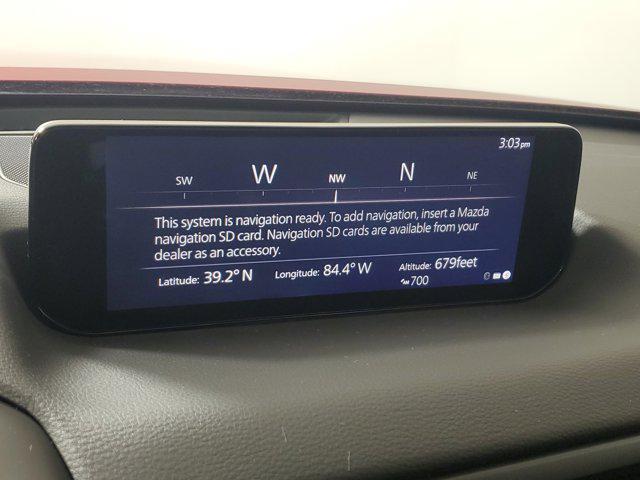 3:03pm
SW W NW N NE
This system is navigation ready. To add navigation, insert a Mazda
navigation SD card. Navigation SD cards are available from your
dealer as an accessory.
Latitude: 39.2° N Longitude: 84.4° W Altitude: 679feet
700